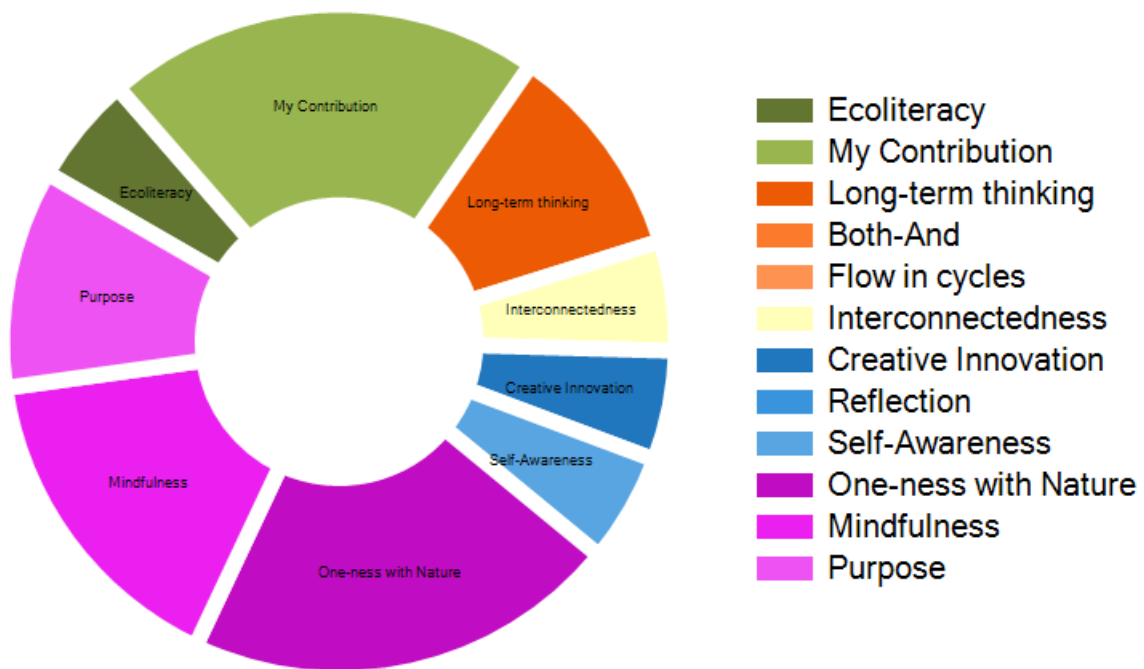 My Contribution
Ecoliteracy
Long-term thinking
Purpose
Interconnectedness
Creative Innovation
Self-Awareness
Mindfulness
One-ness with Nature
Ecoliteracy
My Contribution
Long-term thinking
Both-And
Flow in cycles
Interconnectedness
Creative Innovation
Reflection
Self-Awareness
One-ness with Nature
Mindfulness
Purpose